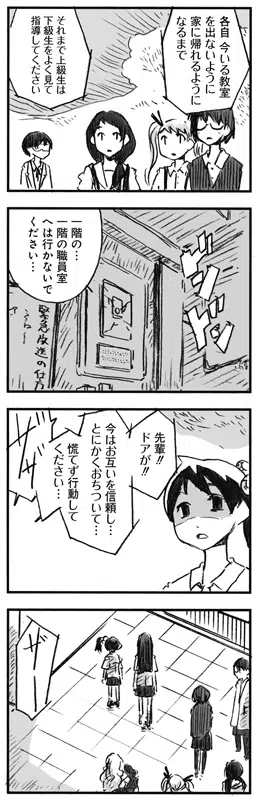 各自 今いる教室
を出ないように
家に帰れるように
なるまで
それまで上級生は
下級生をよく見て
指導してください
一階の…
一階の職員室
へは行かないで
ください…
ドンドン
緊急放送の仕方
先輩!!
ドアが!!
今はお互いを信頼し…
とにかくおちついて…
慌てず行動して
ください…
ザー